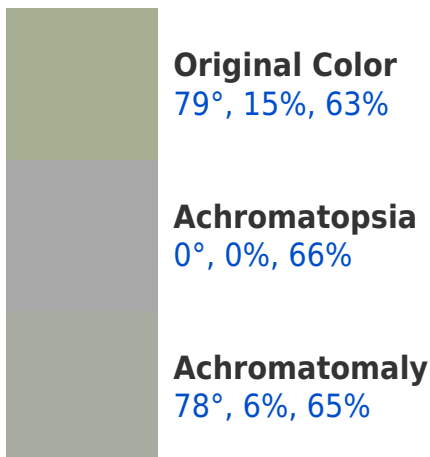 Original Color
79°, 15%, 63%
Achromatopsia
0°, 0%, 66%
Achromatomaly
78°, 6%, 65%